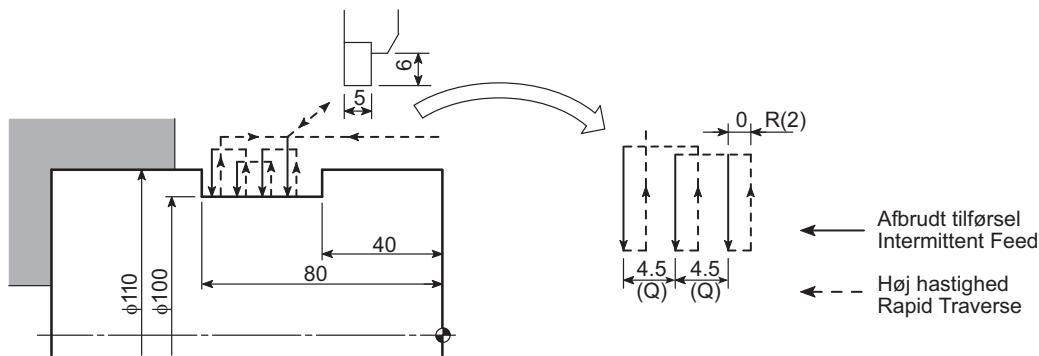 6
5
0 R(2)
40
80
ϕ110
ϕ100
4.5 4.5
(Q) (Q)
Afbrudt tilførsel
Intermittent Feed
Høj hastighed
Rapid Traverse